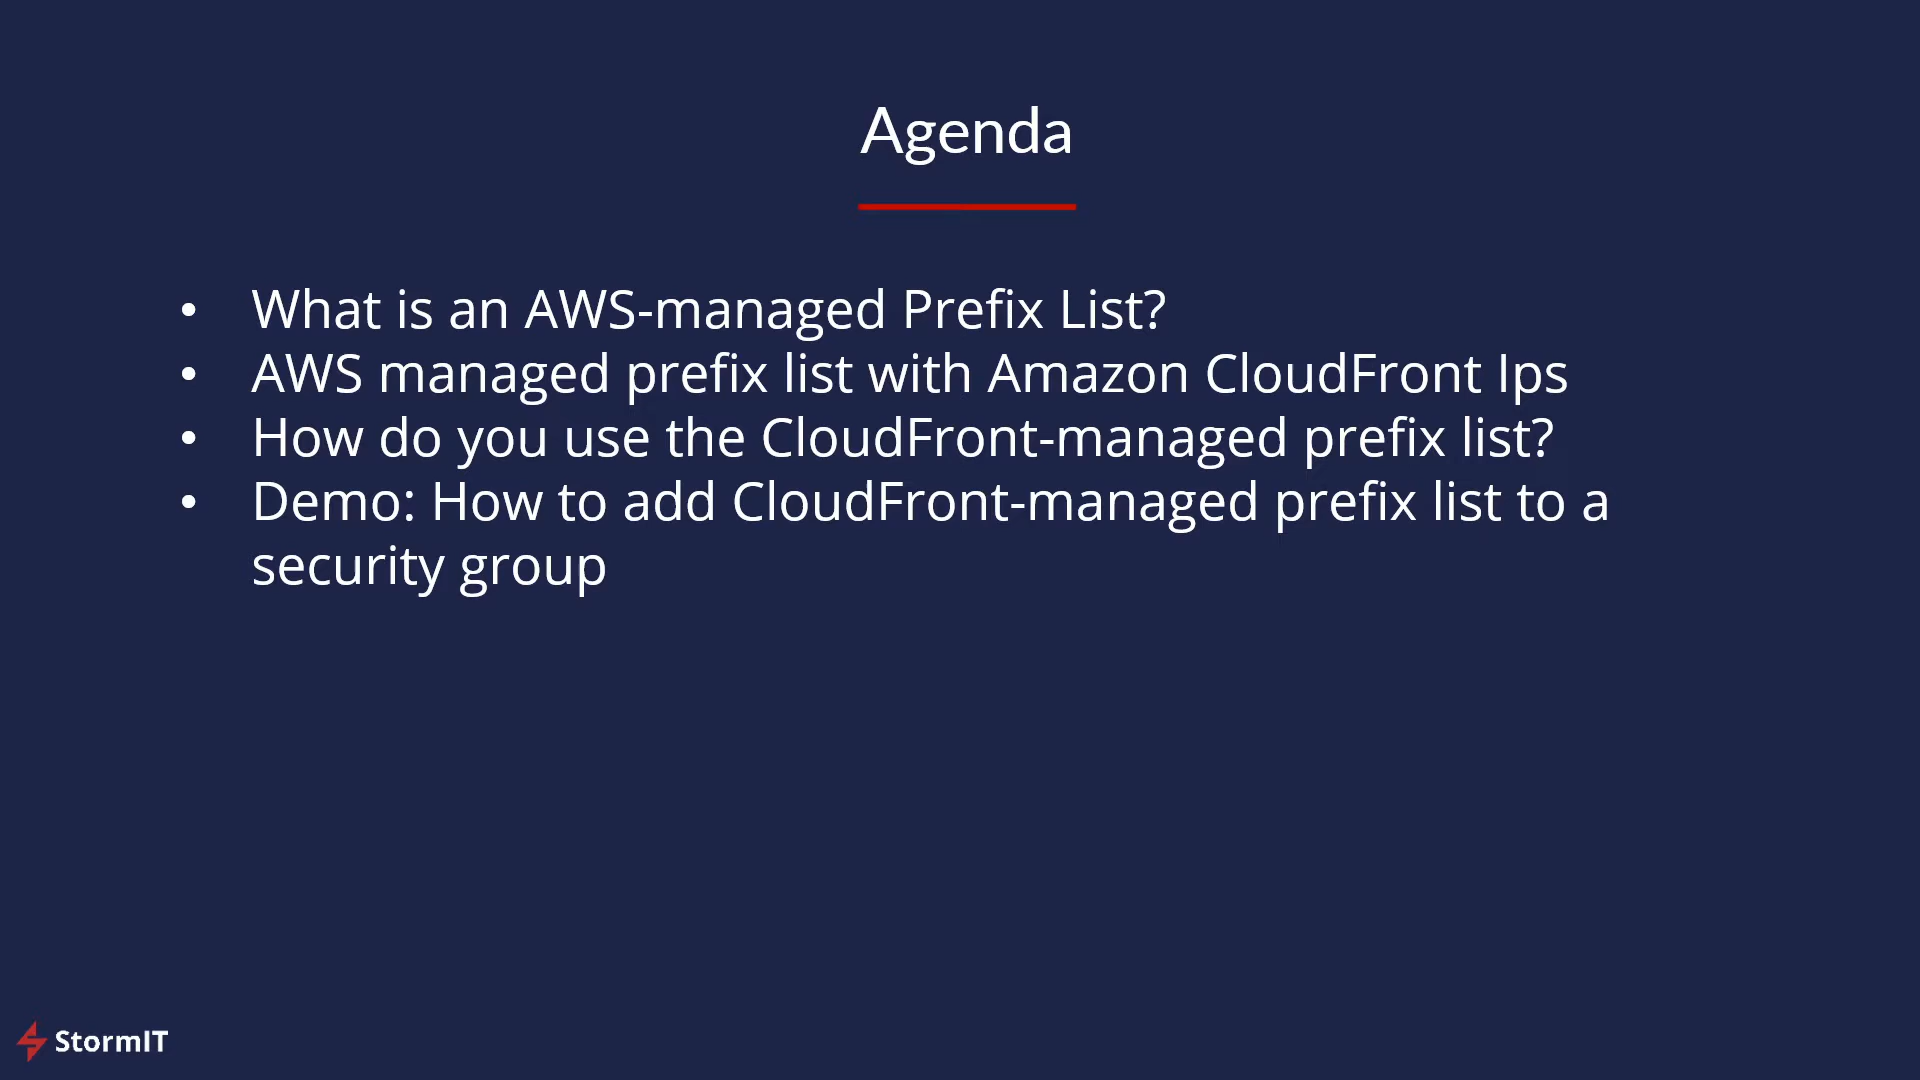 Agenda
• What is an AWS-managed Prefix List?
• AWS managed prefix list with Amazon CloudFront Ips
• How do you use the CloudFront-managed prefix list?
• Demo: How to add CloudFront-managed prefix list to a
security group
StormIT